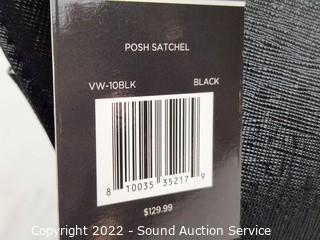 POSH SATCHEL
VW-10BLK BLACK
8 10035 35217 9
$129.99
Copyright 2022 - Sound Auction Service